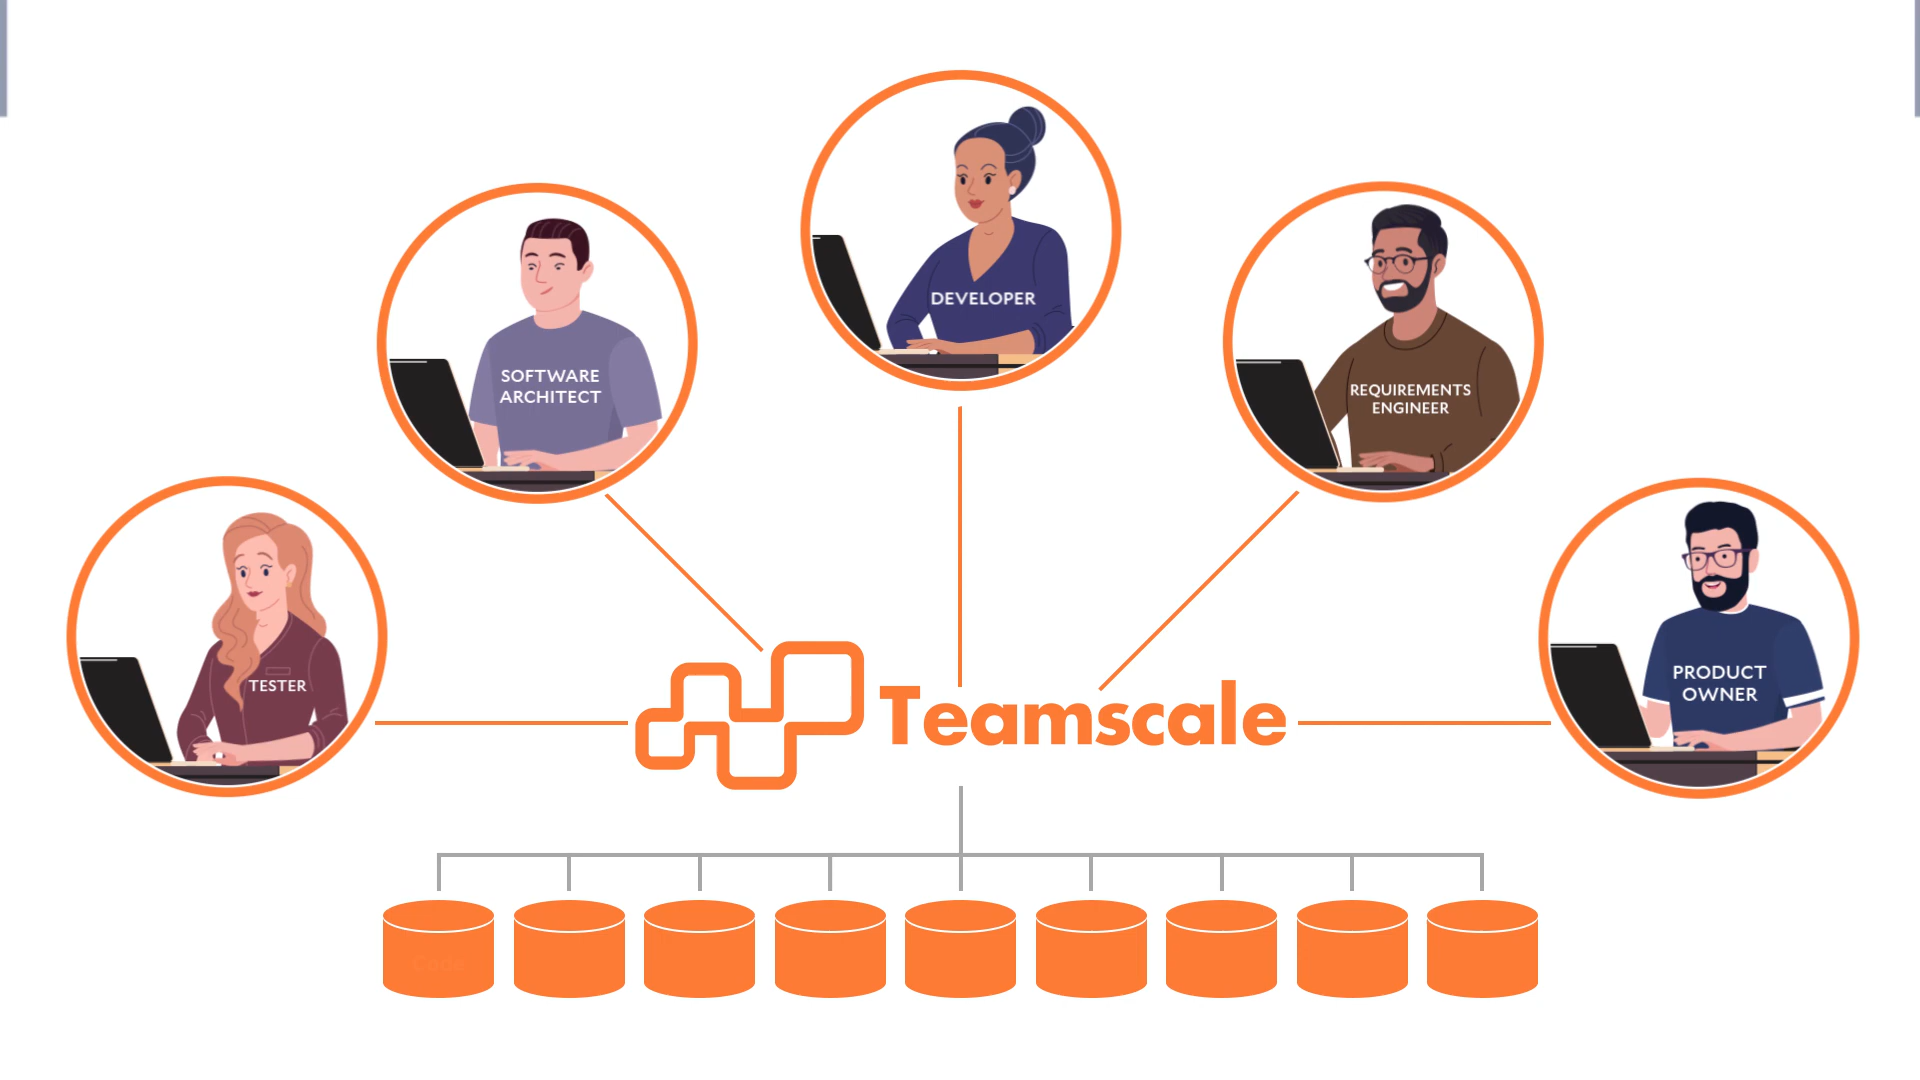 DEVELOPER
SOFTWARE
ARCHITECT
REQUIREMENTS
ENGINEER
TESTER
PRODUCT
OWNER
Teamscale